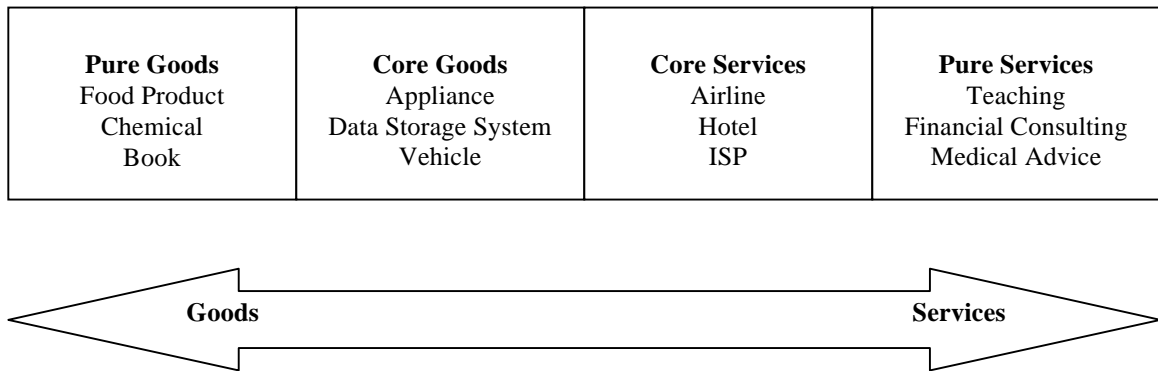 Pure Goods
Food Product
Chemical
Book
Core Goods
Appliance
Data Storage System
Vehicle
Core Services
Airline
Hotel
ISP
Pure Services
Teaching
Financial Consulting
Medical Advice
Goods
Services